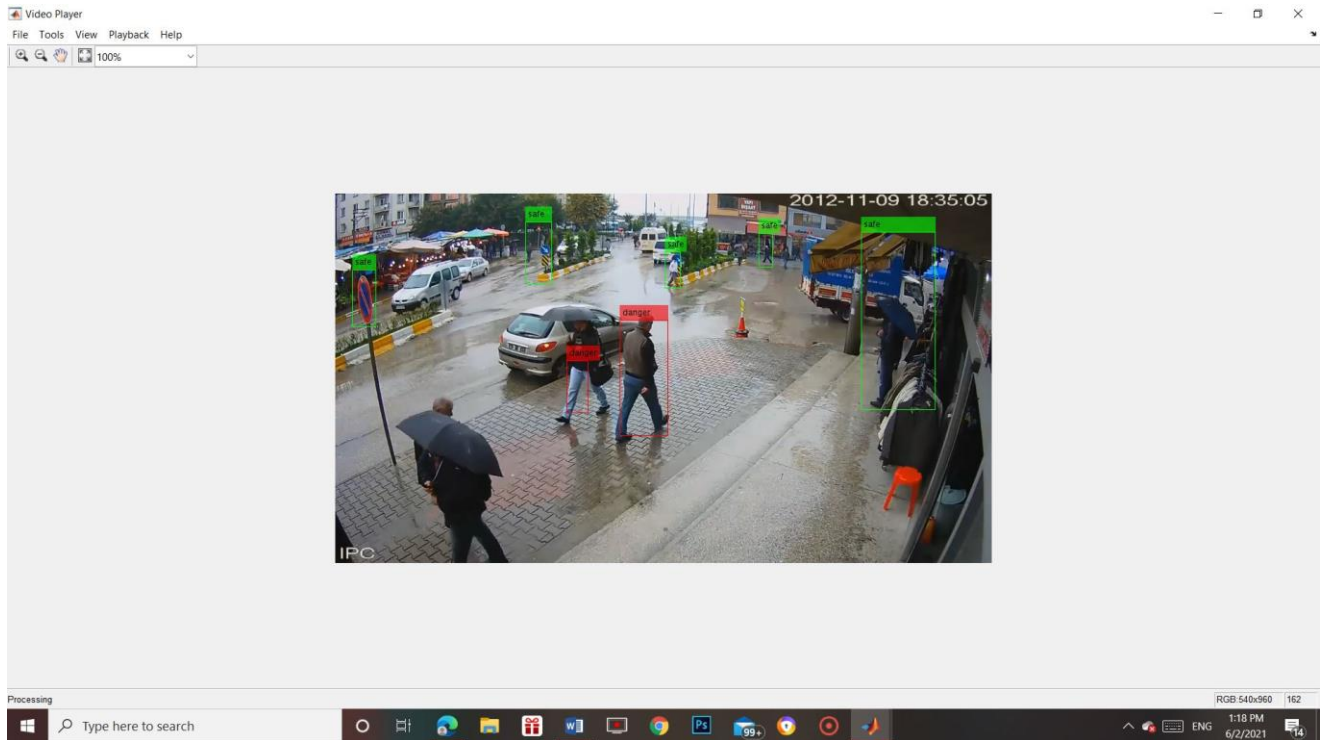 Video Player
File Tools View Playback Help
100%
2012-11-09 18:35:05
safe
safe
safe
safe
safe
danger
danger
IPC
Processing
RGB:540x960 162
Type here to search
W
Ps
99+
ENG
1:18 PM
6/2/2021
14